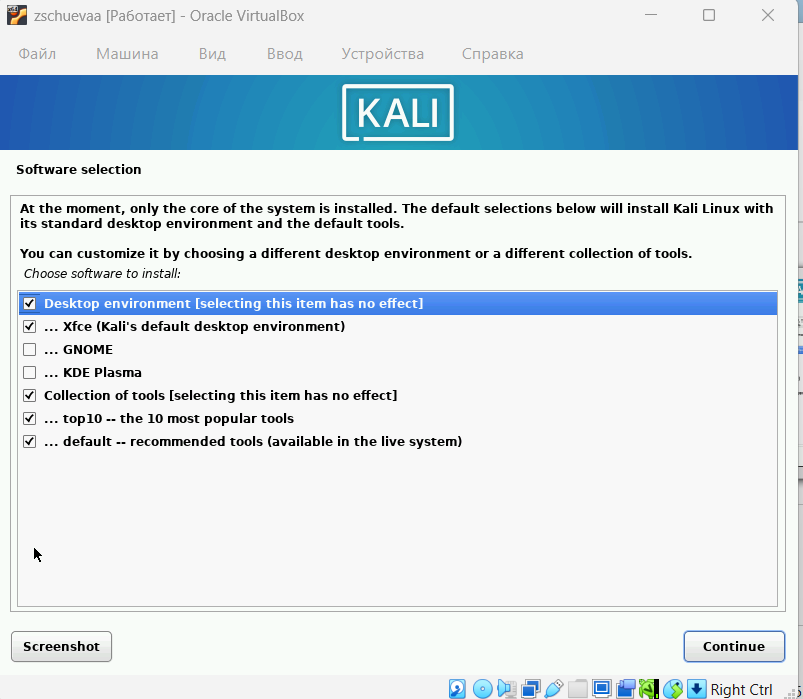 zschuevaa [Работает] - Oracle VirtualBox
Файл Машина Вид Ввод Устройства Справка
KALI
Software selection
At the moment, only the core of the system is installed. The default selections below will install Kali Linux with
its standard desktop environment and the default tools.
You can customize it by choosing a different desktop environment or a different collection of tools.
Choose software to install:
Desktop environment [selecting this item has no effect]
... Xfce (Kali's default desktop environment)
... GNOME
... KDE Plasma
Collection of tools [selecting this item has no effect]
... top10 -- the 10 most popular tools
... default -- recommended tools (available in the live system)
Screenshot Continue
Right Ctrl